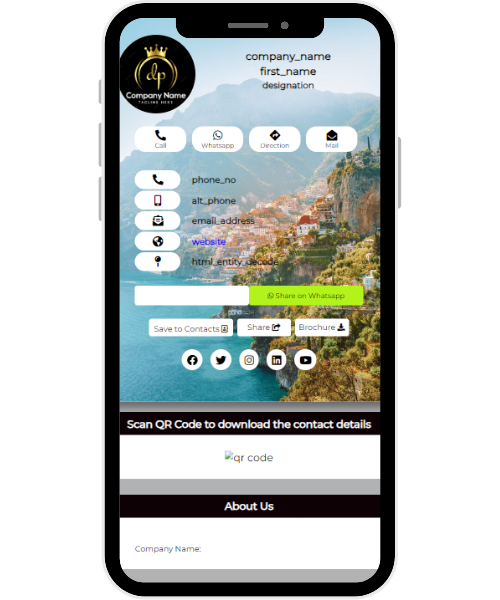 dp
Company Name
TAGLINE HERE
company_name
first_name
designation
Call
Whatsapp
Direction
Mail
phone_no
alt_phone
email_address
website
html_entity_decode
Share on Whatsapp
Save to Contacts
Share
Brochure
Scan QR Code to download the contact details
qr code
About Us
Company Name: